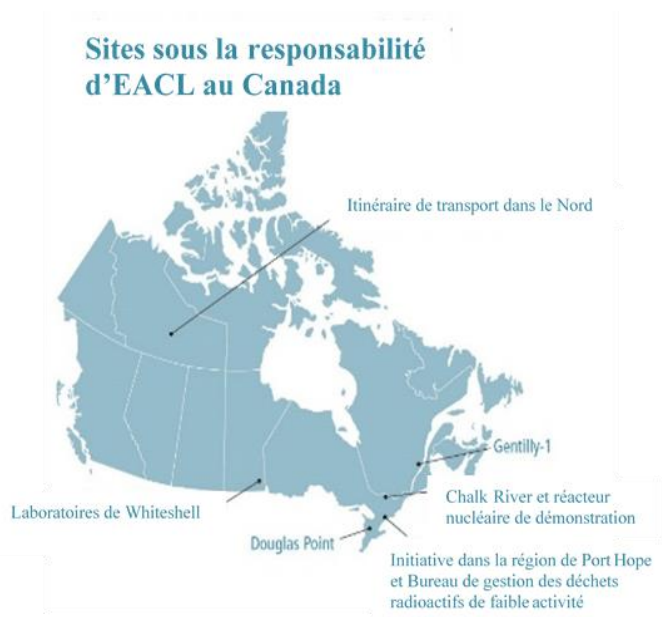 Sites sous la responsabilité
d'EACL au Canada
Itinéraire de transport dans le Nord
Gentilly-1
Chalk River et réacteur
nucléaire de démonstration
Laboratoires de Whiteshell
Douglas Point
Initiative dans la région de Port Hope
et Bureau de gestion des déchets
radioactifs de faible activité